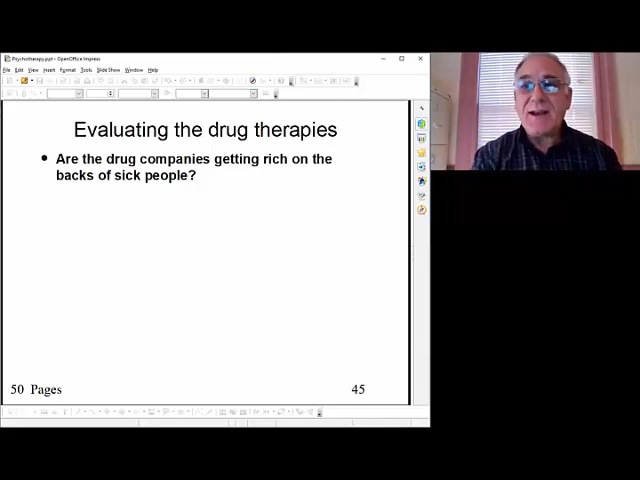 Psychotherapy.ppt - OpenOffice Impress
File Edit View Insert Format Tools Slide Show Window Help
Evaluating the drug therapies
Are the drug companies getting rich on the
backs of sick people?
50 Pages
45